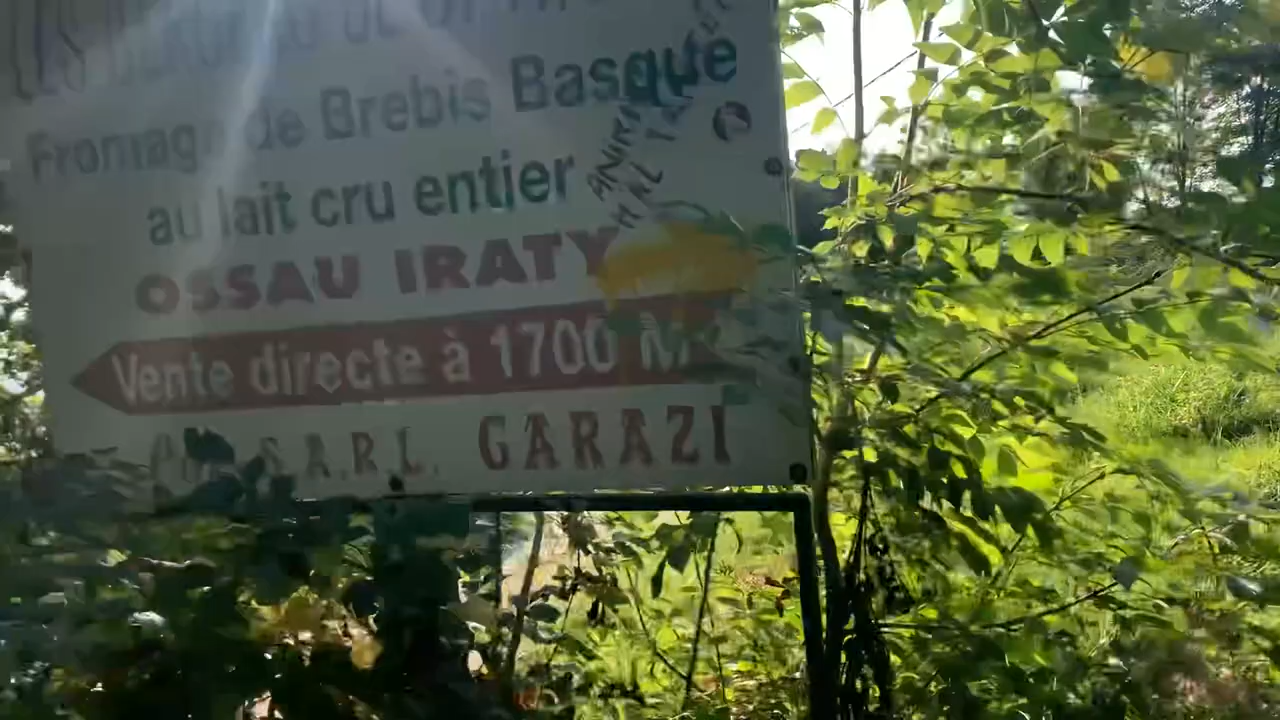 Fromage de Brebis Basque
au lait cru entier
OSSAU IRATY
Vente directe à 1700 M
S.A.R.L. GARAZI